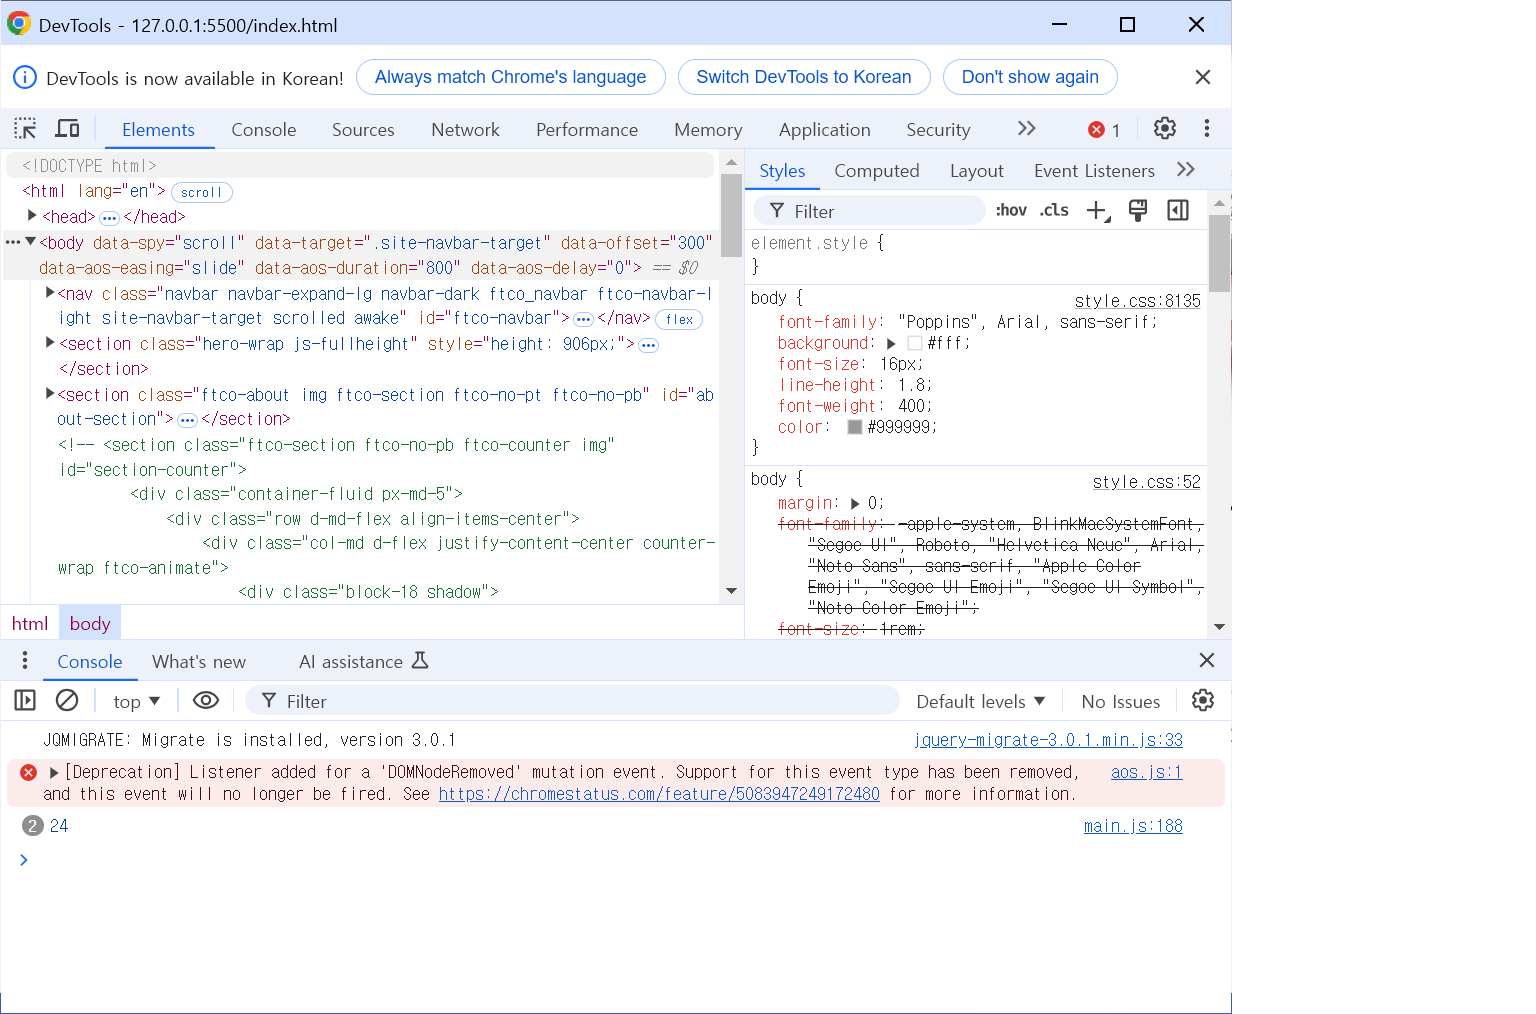 DevTools - 127.0.0.1:5500/index.html
DevTools is now available in Korean! Always match Chrome's language Switch DevTools to Korean Don't show again
Elements Console Sources Network Performance Memory Application Security 1
<!DOCTYPE html>
<html lang="en"> scroll
<head> </head>
<body data-spy="scroll" data-target=".site-navbar-target" data-offset="300"
data-aos-easing="slide" data-aos-duration="800" data-aos-delay="0"> == $0
<nav class="navbar navbar-expand-lg navbar-dark ftco_navbar ftco-navbar-l
ight site-navbar-target scrolled awake" id="ftco-navbar"> </nav> flex
<section class="hero-wrap js-fullheight" style="height: 906px;">
</section>
<section class="ftco-about img ftco-section ftco-no-pt ftco-no-pb" id="ab
out-section"> </section>
<!-- <section class="ftco-section ftco-no-pb ftco-counter img"
id="section-counter">
<div class="container-fluid px-md-5">
<div class="row d-md-flex align-items-center">
<div class="col-md d-flex justify-content-center counter-
wrap ftco-animate">
<div class="block-18 shadow">
html body
Styles Computed Layout Event Listeners
Filter :hov .cls
element.style {
}
body { style.css:8135
font-family: "Poppins", Arial, sans-serif;
background: #fff;
font-size: 16px;
line-height: 1.8;
font-weight: 400;
color: #999999;
}
body { style.css:52
margin: 0;
font-family: -apple-system, BlinkMacSystemFont,
"Segoe UI", Roboto, "Helvetica Neue", Arial,
"Noto Sans", sans-serif, "Apple Color
Emoji", "Segoe UI Emoji", "Segoe UI Symbol",
"Noto Color Emoji";
font-size: 1rem;
Console What's new AI assistance
top Filter Default levels No Issues
JQMIGRATE: Migrate is installed, version 3.0.1 jquery-migrate-3.0.1.min.js:33
[Deprecation] Listener added for a 'DOMNodeRemoved' mutation event. Support for this event type has been removed, aos.js:1
and this event will no longer be fired. See https://chromestatus.com/feature/5083947249172480 for more information.
2 24 main.js:188